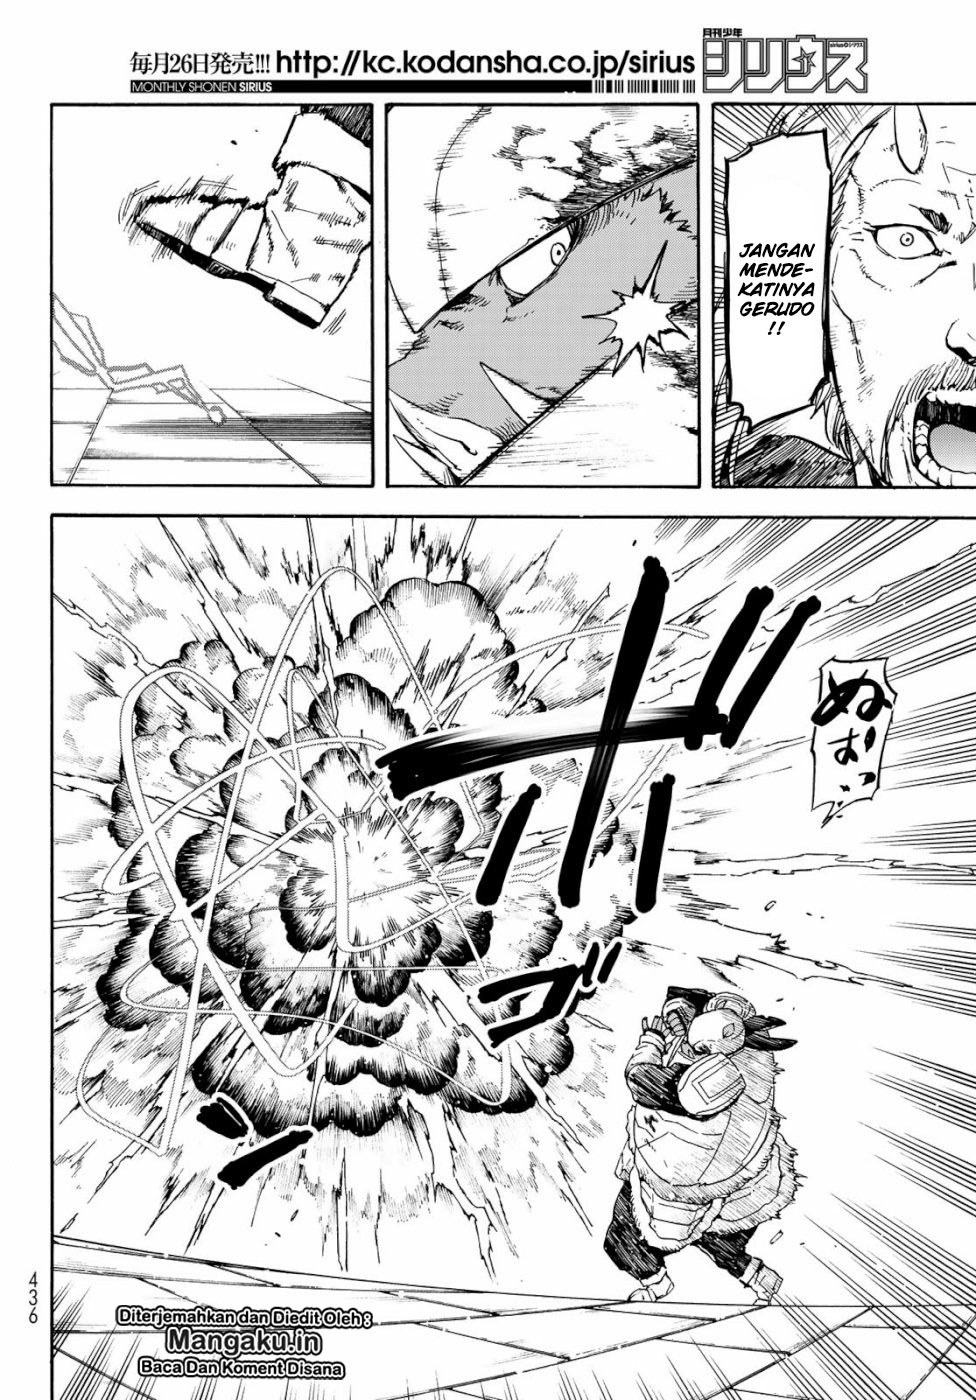 毎月26日発売!!! http://kc.kodansha.co.jp/sirius
MONTHLY SHONEN SIRIUS
月刊少年
シリウス
JANGAN
MENDE-
KATINYA
GERUDO
!!
ぬおっ
ゴ
436
Diterjemahkan dan Diedit Oleh :
Mangaku.in
Baca Dan Koment Disana